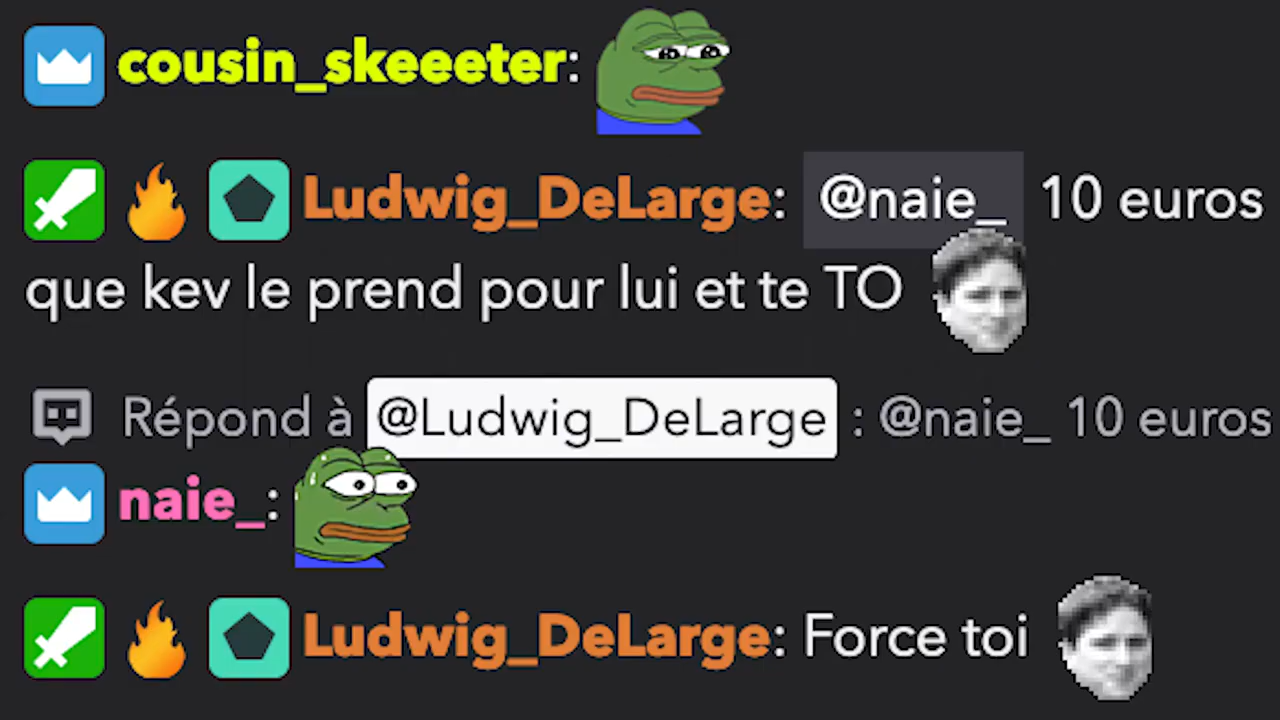 cousin_skeeeter:
Ludwig_DeLarge: @naie_ 10 euros
que kev le prend pour lui et te TO
Répond à @Ludwig_DeLarge : @naie_ 10 euros
naie_:
Ludwig_DeLarge: Force toi